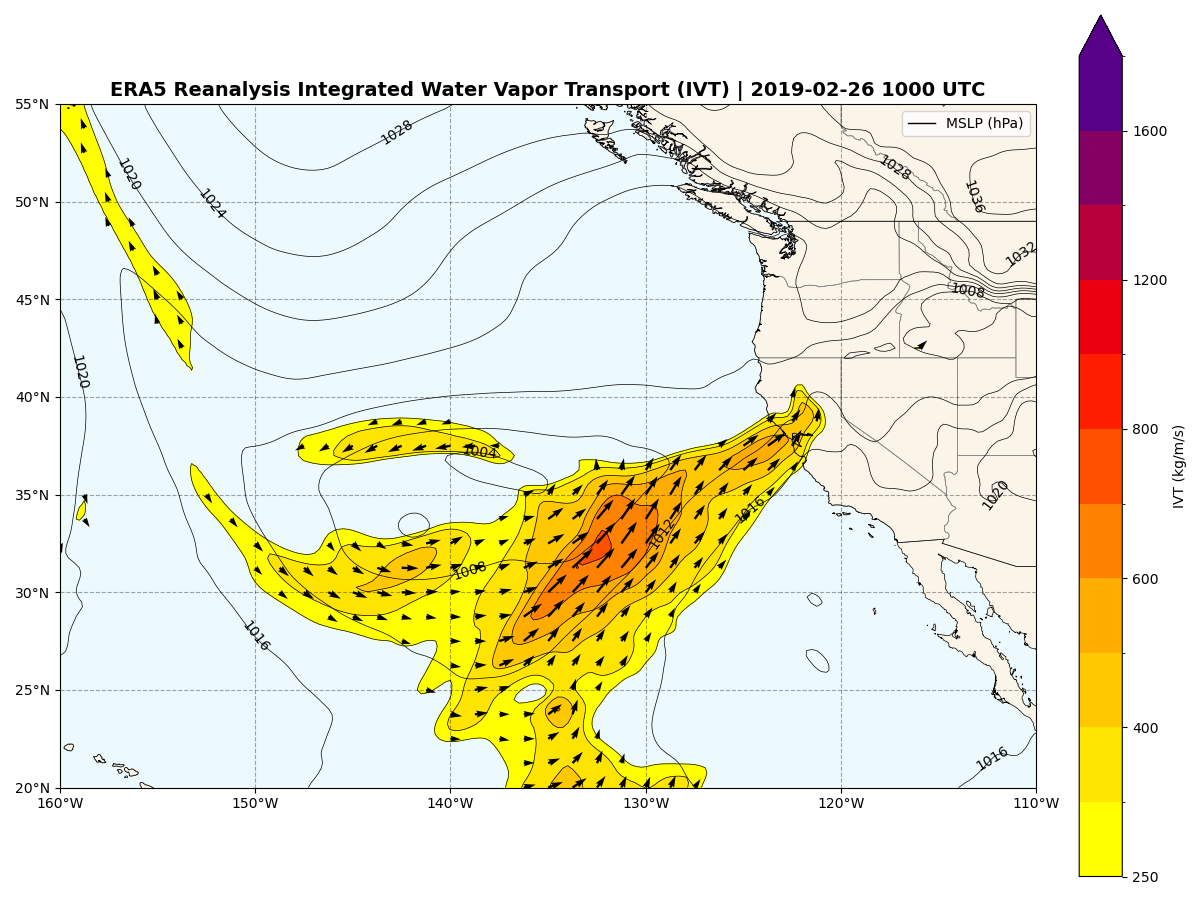 ERA5 Reanalysis Integrated Water Vapor Transport (IVT) | 2019-02-26 1000 UTC
MSLP (hPa)
55°N
50°N
45°N
40°N
35°N
30°N
25°N
20°N
160°W
150°W
140°W
130°W
120°W
110°W
1028
1020
1024
1028
1036
1032
1008
1020
1004
1020
1016
1012
1008
1016
1016
1600
1200
800
600
400
250
IVT (kg/m/s)